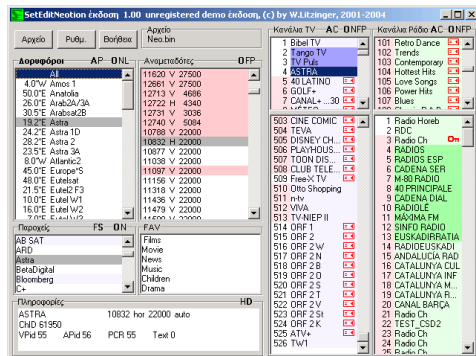 SetEditNeotion έκδοση 1.00 unregistered demo έκδοση, (c) by W.Litzinger, 2001-2004
Αρχείο
Ρυθμ.
Βοήθεια
Αρχείο
Neo.bin
Δορυφόροι AP ONL
All
4.0°W Amos 1
50.0°E Anatolia
26.0°E Arab2A/3A
30.5°E Arabsat2B
19.2°E Astra
24.2°E Astra 1D
28.2°E Astra 2
23.5°E Astra 3A
8.0°W Atlantic2
45.0°E Europe*S
48.0°E Eutelsat
21.5°E Eutel2 F3
10.0°E Eutel W1
16.0°E Eutel W2
Αναμεταδότες OFP
11620 V 27500
12661 V 27500
12713 V 4686
12722 H 4340
12731 V 3036
12740 V 5084
10788 V 22000
10832 H 22000
10877 V 22000
11038 V 22000
11097 V 22000
11156 V 22000
11318 V 22000
11436 V 22000
11479 V 22000
Παροχείς FS ON
AB SAT
ARD
Astra
BetaDigital
Bloomberg
C+
FAV
Films
Movie
News
Music
Children
Drama
Πληροφορίες HD
ASTRA 10832 hor 22000 auto
ChID 61950
VPid 55 APid 56 PCR 55 Text 0
Κανάλια TV AC ONFP
1 Bibel TV
2 Tango TV
3 TV Puls
4 ASTRA
5 40 LATINO
6 GOLF+
7 CANAL+ ...30
503 CINE COMIC
504 TEVA
505 DISNEY CH...
506 PLAYHOUS...
507 TOON DIS...
508 CLUB TELE...
509 Free-X TV
510 Otto Shopping
511 n-tv
512 VIVA
513 TV-NIEP II
514 ORF 1
515 ORF 2
516 ORF 2 W
517 ORF 2 N
518 ORF 2 B
519 ORF 2 O
520 ORF 2 S
521 ORF 2 T
522 ORF 2 V
523 ORF 2 St
524 ORF 2 K
525 ATV+
526 TW1
Κανάλια Ράδιο AC ONFP
101 Retro Dance
102 Trends
103 Contemporary
104 Hottest Hits
105 Love Songs
106 Power Hits
107 Blues
1 Radio Horeb
2 RDC
3 Radio Ch
4 RADIOS
5 RADIOS ESP
6 CADENA SER
7 M-80 RADIO
8 40 PRINCIPALE
9 CADENA DIAL
10 RADIOLÉ
11 MÁXIMA FM
12 SINFO RADIO
13 EUSKADIRRATIA
14 RADIOEUSKADI
15 ANDALUCÍA RAD
16 CATALUNYA CUL
17 CATALUNYA INF
18 CATALUNYA M...
19 CATALUNYA R...
20 CANAL BARÇA
21 Radio Ch
22 TEST_CSD2
23 Radio Ch
24 Radio Ch